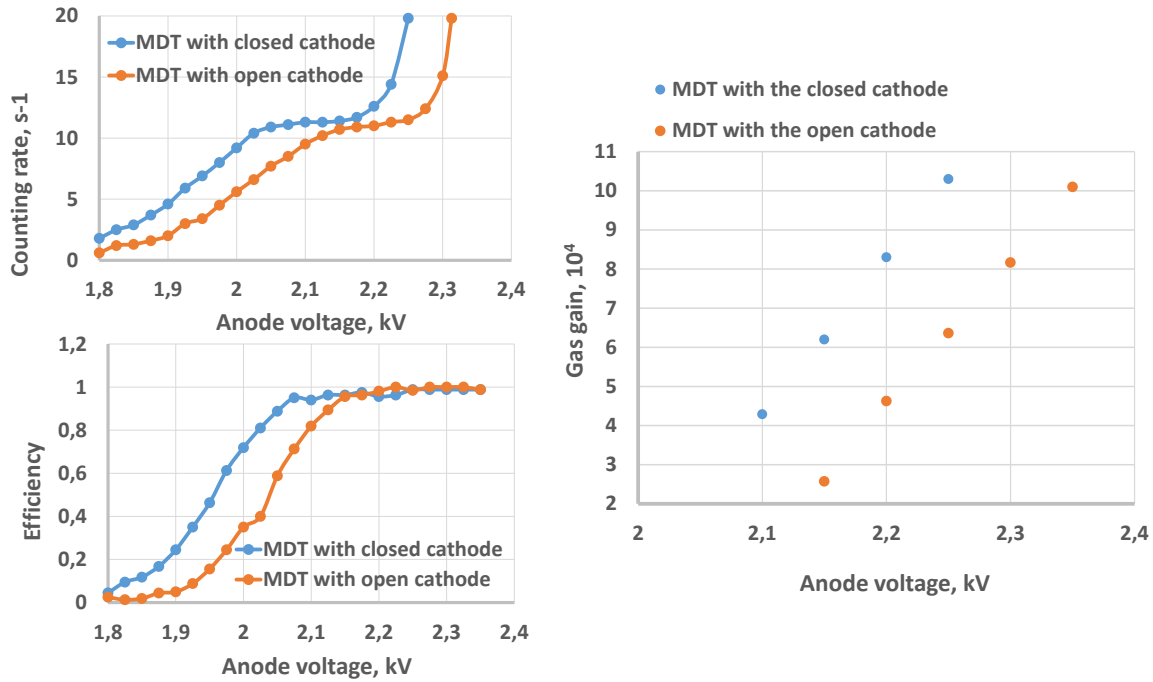 20
15
10
5
0
Counting rate, s-1
MDT with closed cathode
MDT with open cathode
1,8 1,9 2 2,1 2,2 2,3 2,4
Anode voltage, kV
1,2
1
0,8
0,6
0,4
0,2
0
Efficiency
MDT with closed cathode
MDT with open cathode
1,8 1,9 2 2,1 2,2 2,3 2,4
Anode voltage, kV
MDT with the closed cathode
MDT with the open cathode
11
10
9
8
7
6
5
4
3
2
Gas gain, 10⁴
2 2,1 2,2 2,3 2,4
Anode voltage, kV